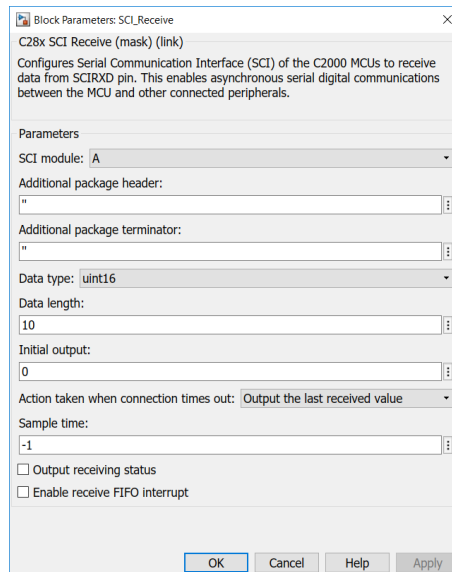 Block Parameters: SCI_Receive
C28x SCI Receive (mask) (link)
Configures Serial Communication Interface (SCI) of the C2000 MCUs to receive
data from SCIRXD pin. This enables asynchronous serial digital communications
between the MCU and other connected peripherals.
Parameters
SCI module: A
Additional package header:
''
Additional package terminator:
''
Data type: uint16
Data length:
10
Initial output:
0
Action taken when connection times out: Output the last received value
Sample time:
-1
Output receiving status
Enable receive FIFO interrupt
OK Cancel Help Apply